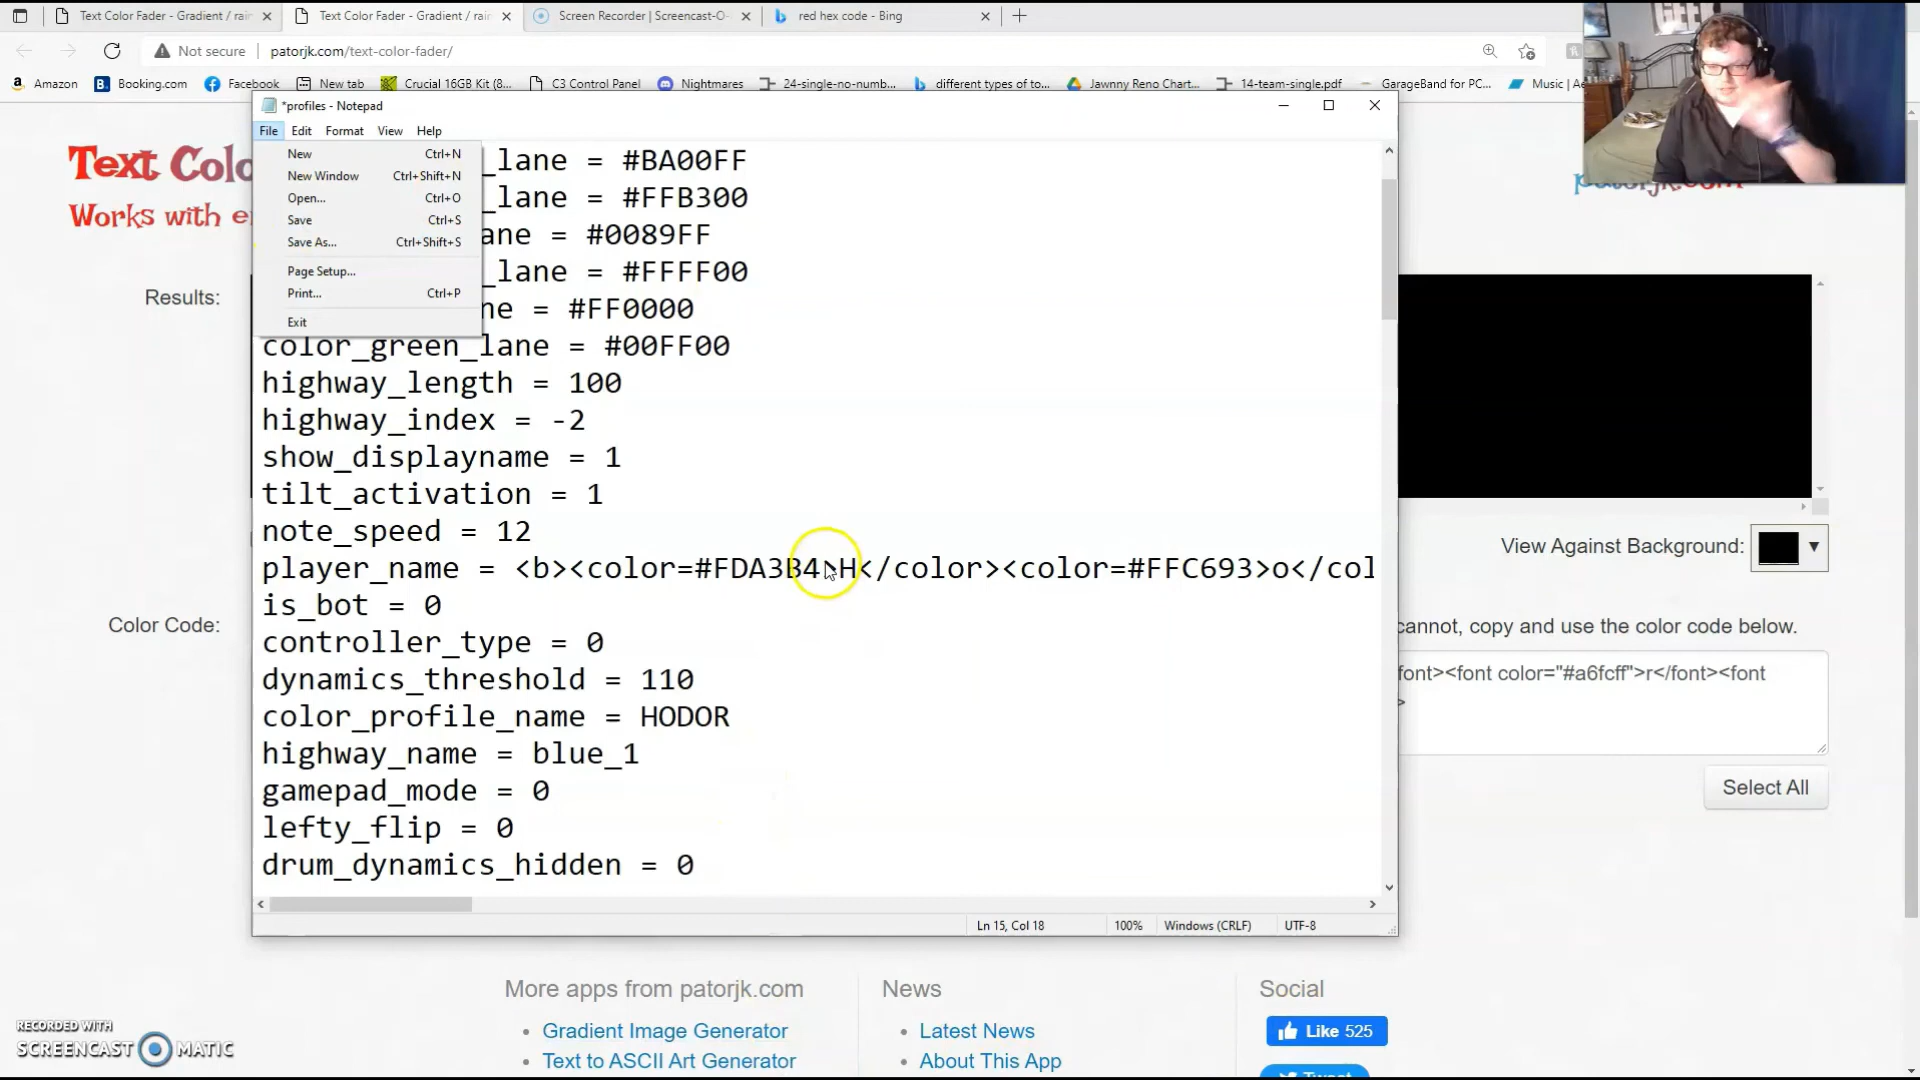 Text Color Fader - Gradient / rain
Text Color Fader - Gradient / rain
Screen Recorder | Screencast-O-
red hex code - Bing
Not secure
patorjk.com/text-color-fader/
Amazon
Booking.com
Facebook
New tab
Crucial 16GB Kit (8...
C3 Control Panel
Nightmares
24-single-no-numb...
different types of to...
Jawnny Reno Chart...
14-team-single.pdf
GarageBand for PC...
Music | A
*profiles - Notepad
File Edit Format View Help
New Ctrl+N
New Window Ctrl+Shift+N
Open... Ctrl+O
Save Ctrl+S
Save As... Ctrl+Shift+S
Page Setup...
Print... Ctrl+P
Exit
_lane = #BA00FF
_lane = #FFB300
ane = #0089FF
_lane = #FFFF00
ne = #FF0000
color_green_lane = #00FF00
highway_length = 100
highway_index = -2
show_displayname = 1
tilt_activation = 1
note_speed = 12
player_name = <b><color=#FDA3B4>H</color><color=#FFC693>o</col
is_bot = 0
controller_type = 0
dynamics_threshold = 110
color_profile_name = HODOR
highway_name = blue_1
gamepad_mode = 0
lefty_flip = 0
drum_dynamics_hidden = 0
Ln 15, Col 18
100%
Windows (CRLF)
UTF-8
Text Colo
Works with e
Results:
View Against Background:
Color Code:
cannot, copy and use the color code below.
font><font color="#a6fcff">r</font><font
>
Select All
More apps from patorjk.com
Gradient Image Generator
Text to ASCII Art Generator
News
Latest News
About This App
Social
Like 525
RECORDED WITH
SCREENCAST MATIC